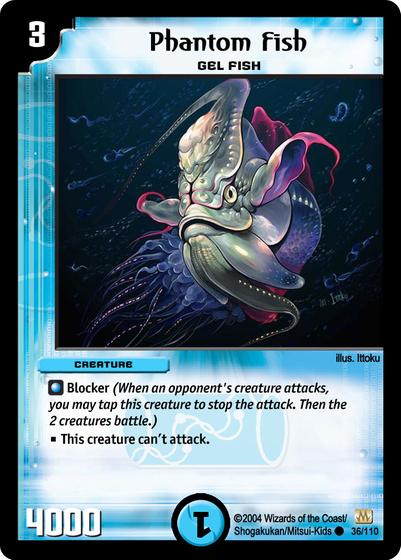 3
Phantom Fish
GEL FISH
illus. Ittoku
CREATURE
Blocker (When an opponent's creature attacks,
you may tap this creature to stop the attack. Then the
2 creatures battle.)
▪ This creature can't attack.
4000
©2004 Wizards of the Coast/
Shogakukan/Mitsui-Kids ● 36/110